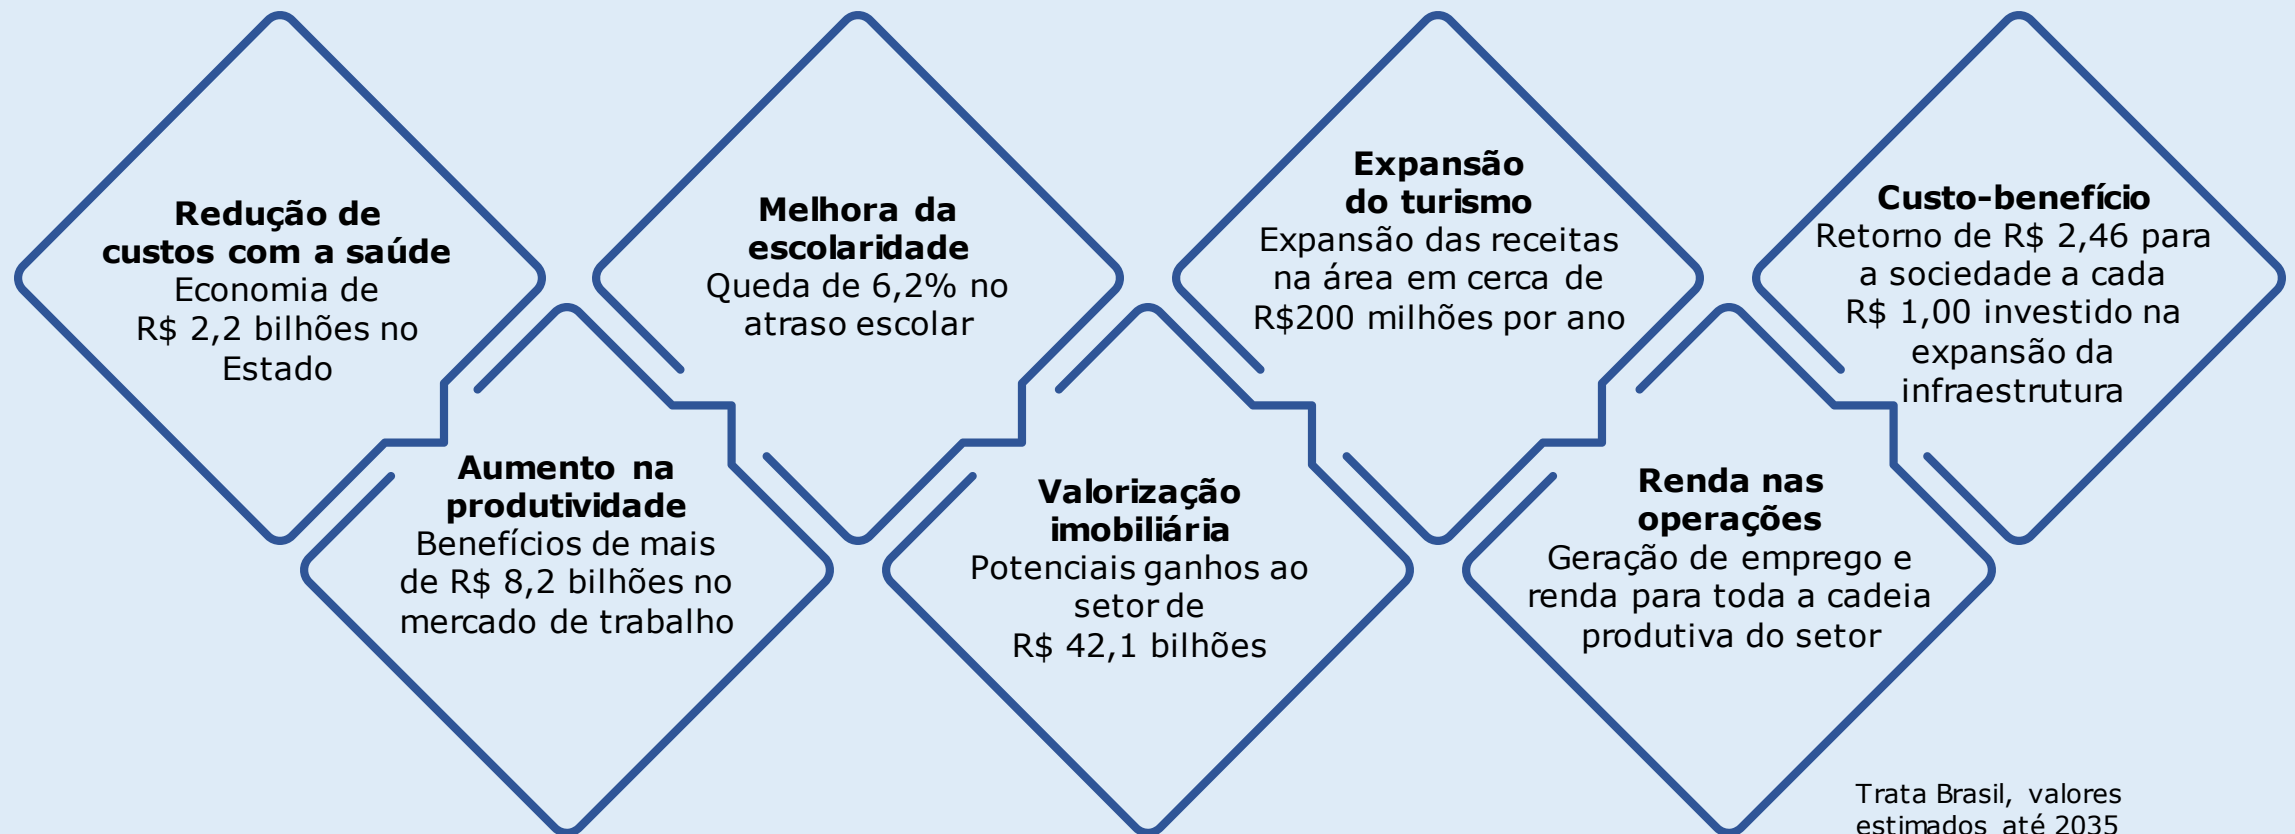 Redução de
custos com a saúde
Economia de
R$ 2,2 bilhões no
Estado
Aumento na
produtividade
Benefícios de mais
de R$ 8,2 bilhões no
mercado de trabalho
Melhora da
escolaridade
Queda de 6,2% no
atraso escolar
Valorização
imobiliária
Potenciais ganhos ao
setor de
R$ 42,1 bilhões
Expansão
do turismo
Expansão das receitas
na área em cerca de
R$200 milhões por ano
Renda nas
operações
Geração de emprego e
renda para toda a cadeia
produtiva do setor
Custo-benefício
Retorno de R$ 2,46 para
a sociedade a cada
R$ 1,00 investido na
expansão da
infraestrutura
Trata Brasil, valores
estimados até 2035